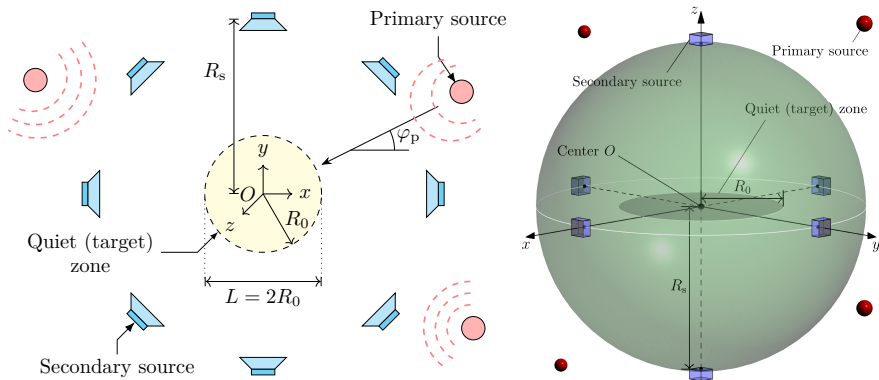 Primary source
R_s
φ_p
y
O
x
z
R_0
Quiet (target)
zone
L = 2R_0
Secondary source
z
Primary source
Secondary source
Quiet (target) zone
Center O
R_0
x
y
R_s